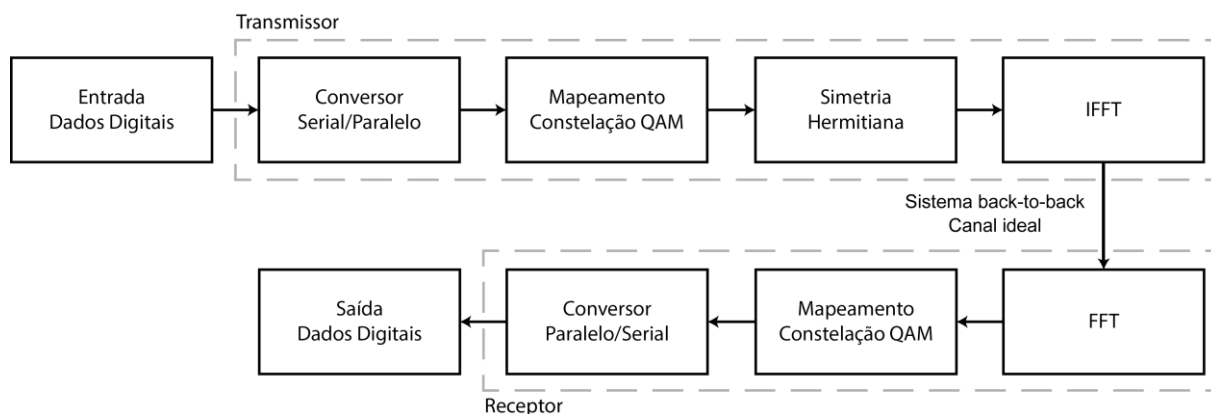 Transmissor
Entrada
Dados Digitais
Conversor
Serial/Paralelo
Mapeamento
Constelação QAM
Simetria
Hermitiana
IFFT
Sistema back-to-back
Canal ideal
Saída
Dados Digitais
Conversor
Paralelo/Serial
Mapeamento
Constelação QAM
FFT
Receptor